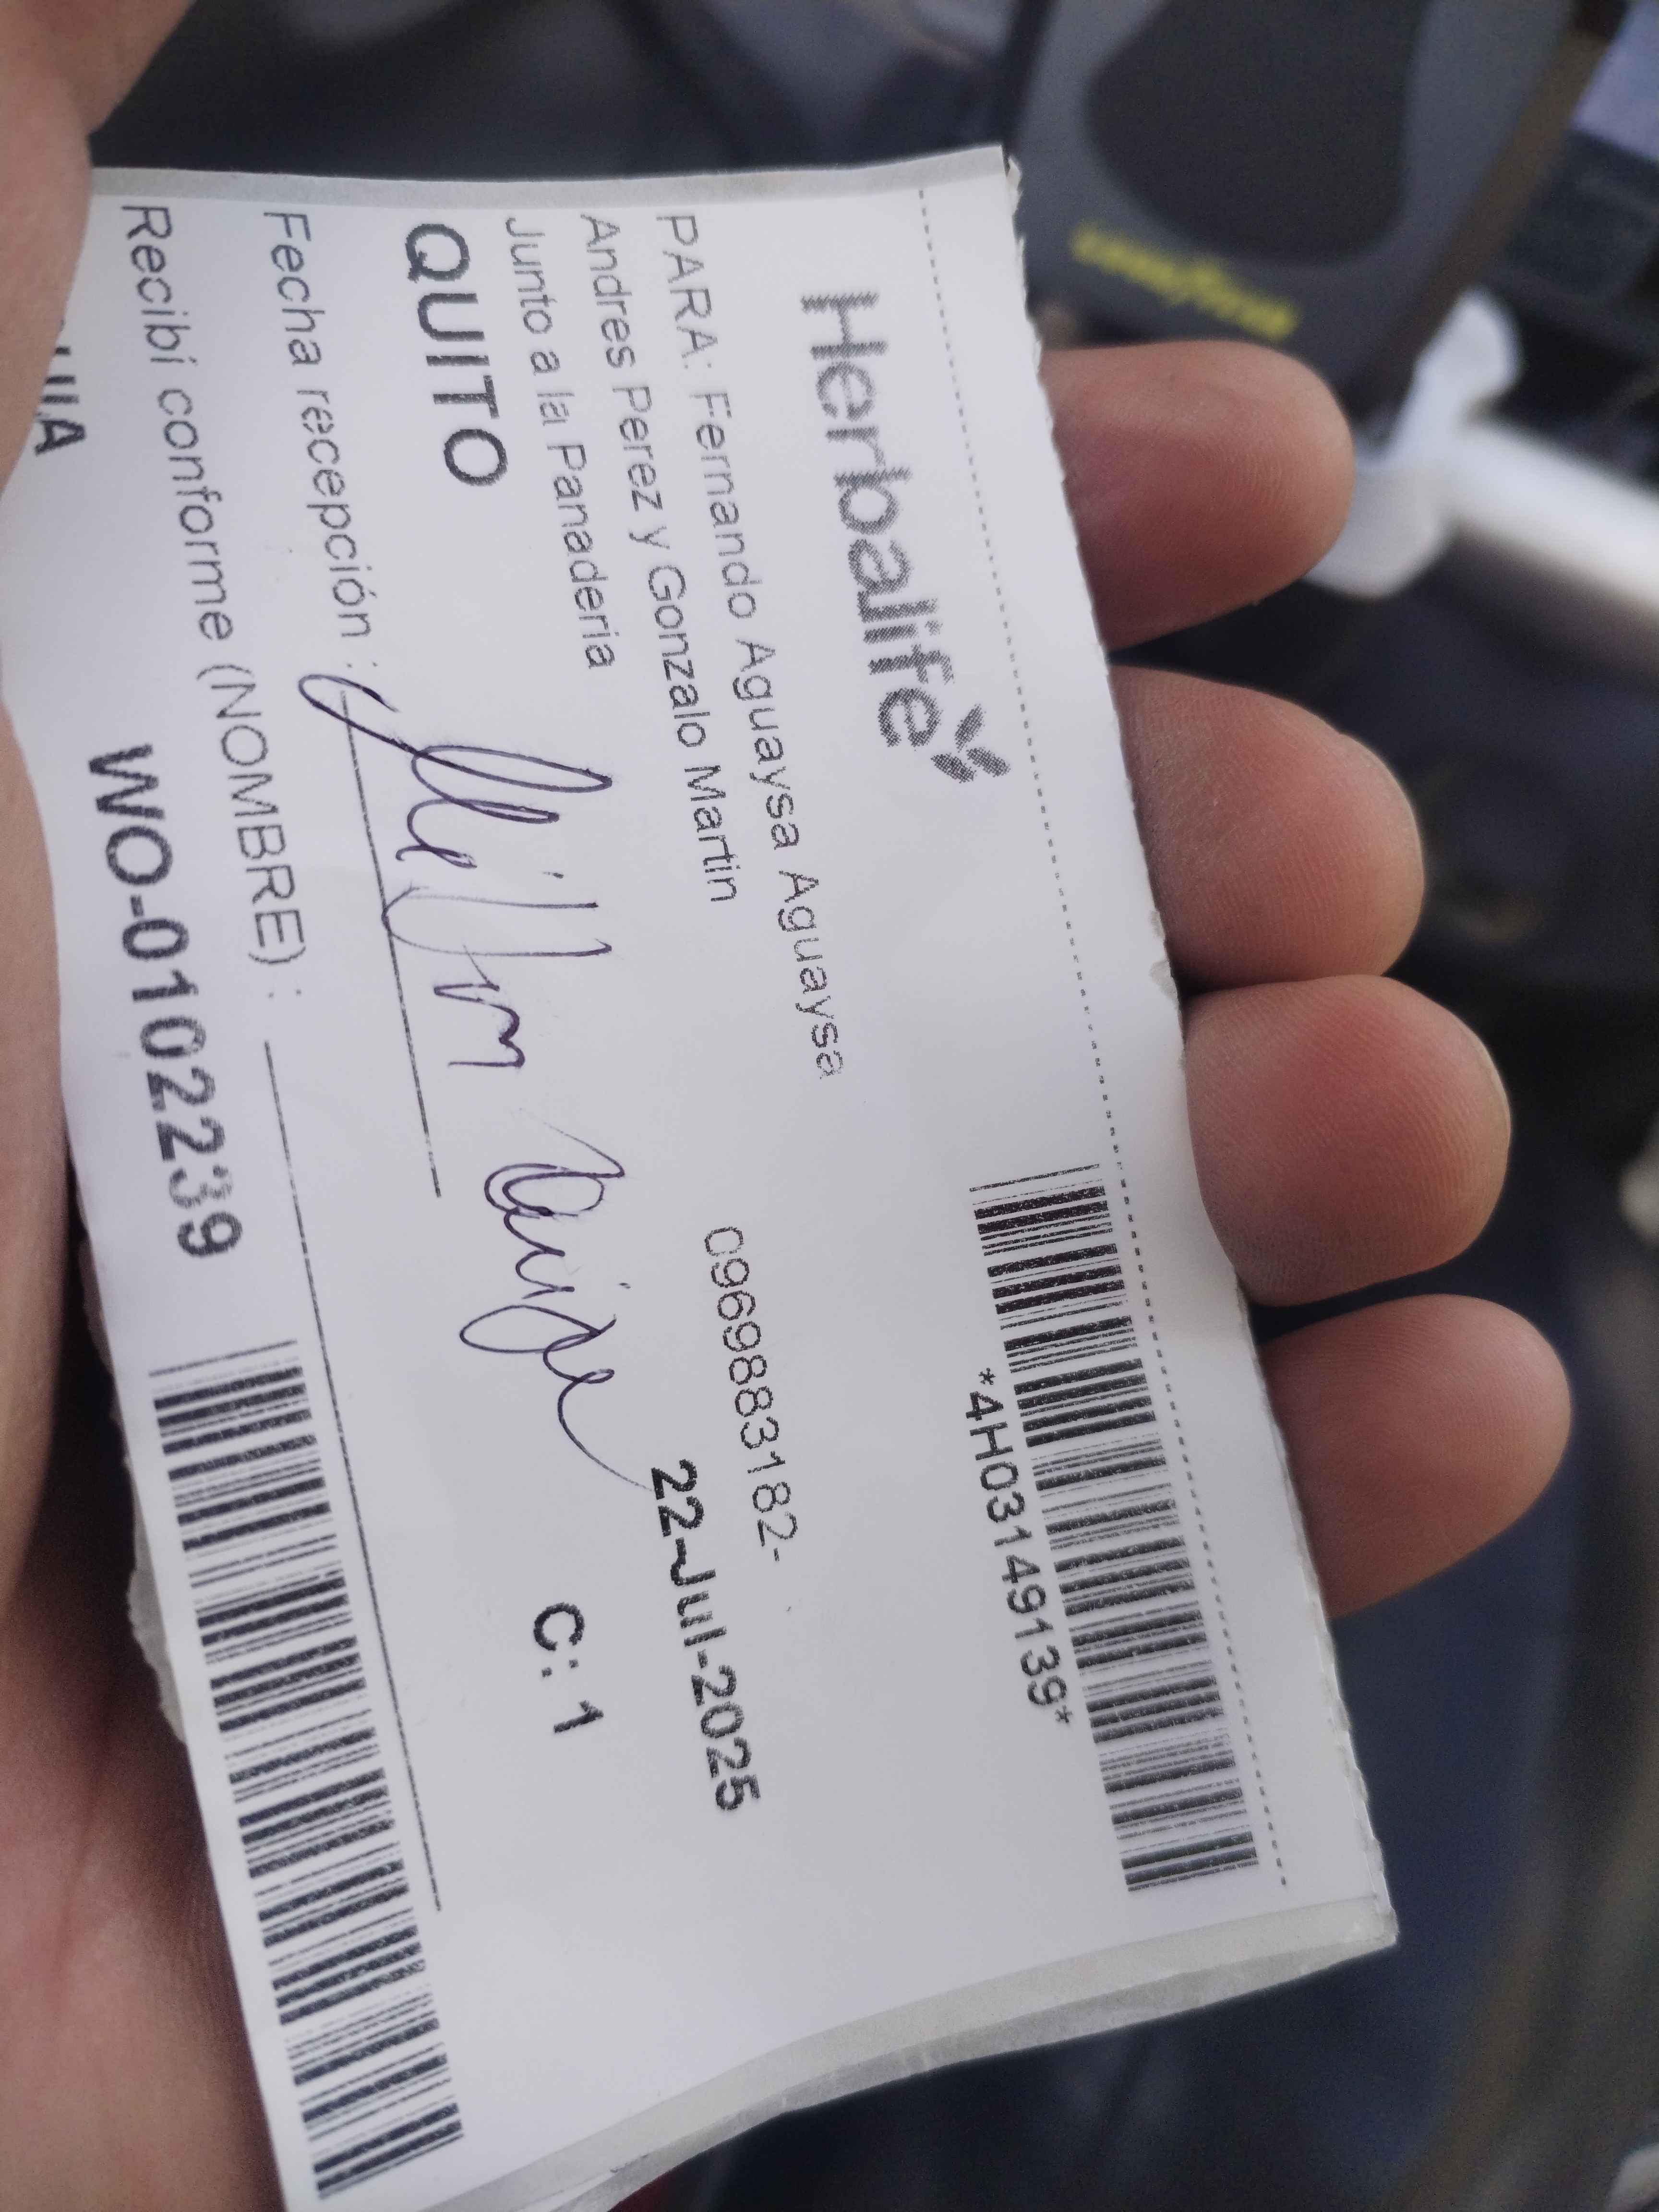 Herbalife
*4H03149139*
PARA: Fernando Aguaysa Aguaysa
Andres Perez y Gonzalo Martin 0969883182-
Junto a la Panaderia 22-Jul-2025
QUITO C: 1
Fecha recepción :
Recibí conforme (NOMBRE) :
WO-0102239